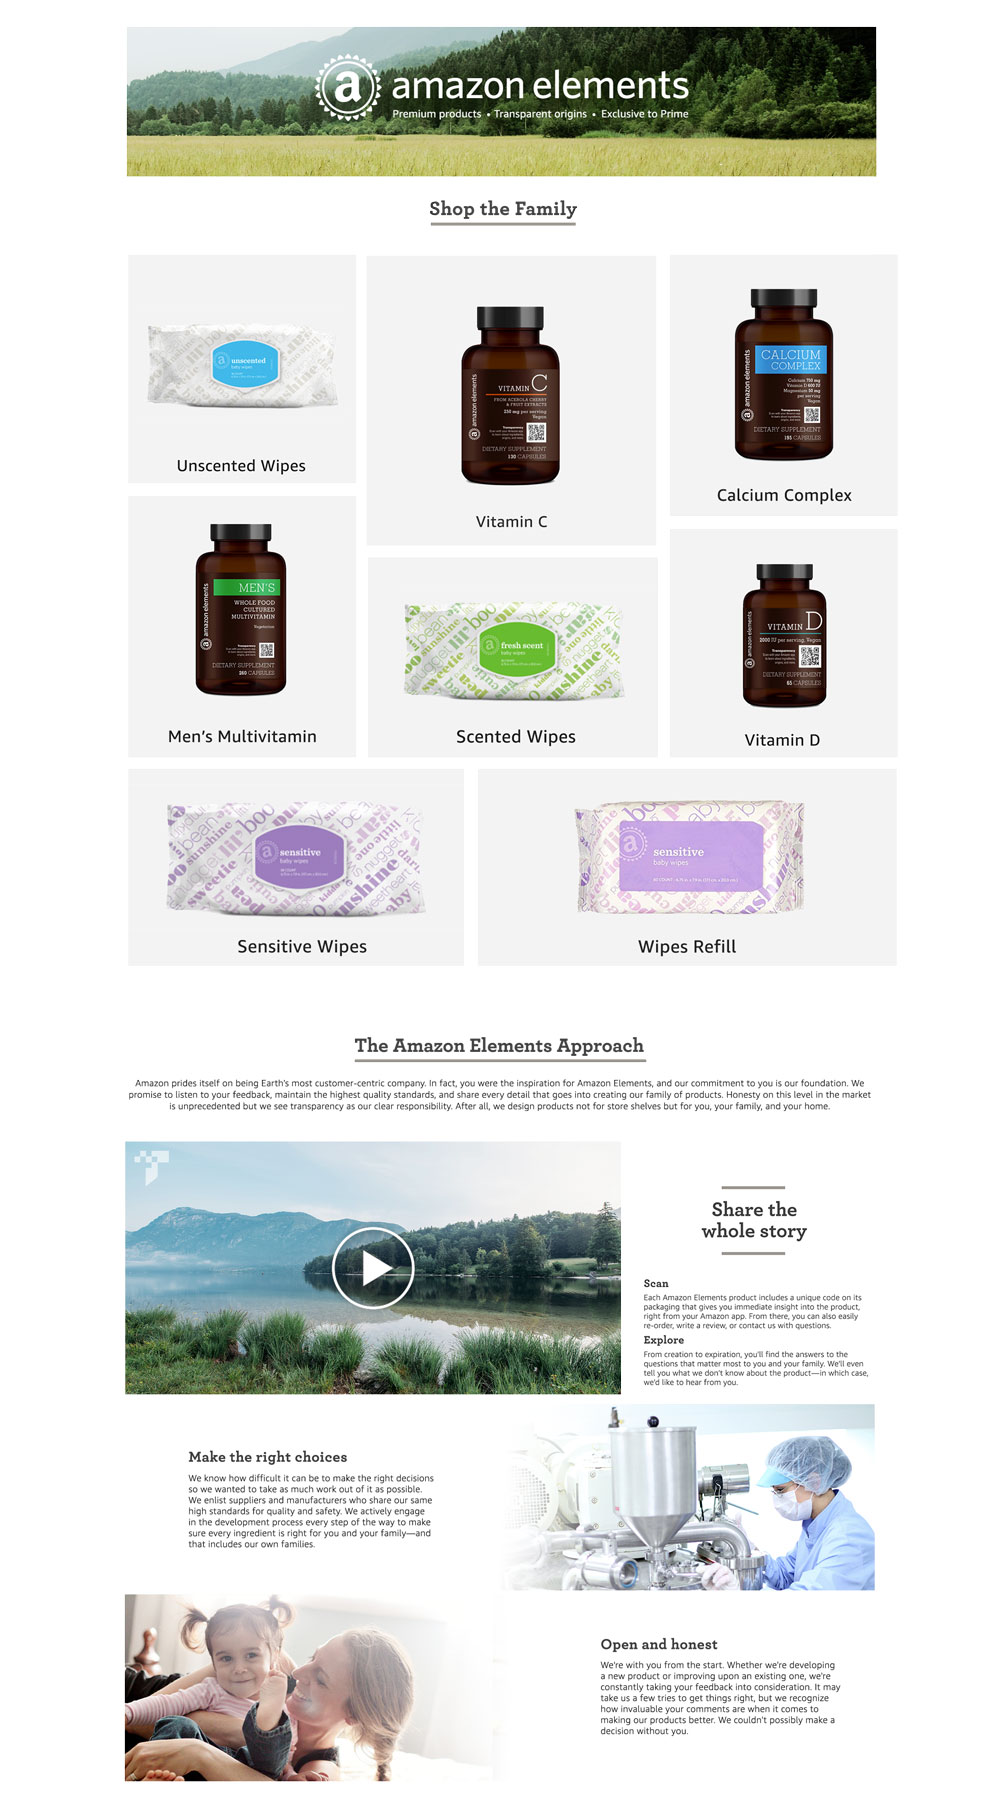 a amazon elements
Premium products • Transparent origins • Exclusive to Prime
Shop the Family
unscented
baby wipes
Unscented Wipes
amazon elements
VITAMIN C
FROM ACEROLA CHERRY
& FRUIT EXTRACTS
250 mg per serving
Vegan
Transparency
DIETARY SUPPLEMENT
130 CAPSULES
Vitamin C
amazon elements
CALCIUM
COMPLEX
Calcium 750 mg
Vitamin D 600 IU
Magnesium 50 mg
per serving
Vegan
Transparency
DIETARY SUPPLEMENT
195 CAPSULES
Calcium Complex
amazon elements
MEN'S
WHOLE FOOD
CULTURED
MULTIVITAMIN
Vegetarian
Transparency
DIETARY SUPPLEMENT
240 CAPSULES
Men's Multivitamin
fresh scent
baby wipes
Scented Wipes
amazon elements
VITAMIN D
2000 IU per serving, Vegan
Transparency
DIETARY SUPPLEMENT
65 CAPSULES
Vitamin D
sensitive
baby wipes
Sensitive Wipes
sensitive
baby wipes
Wipes Refill
The Amazon Elements Approach
Amazon prides itself on being Earth's most customer-centric company. In fact, you were the inspiration for Amazon Elements, and our commitment to you is our foundation. We
promise to listen to your feedback, maintain the highest quality standards, and share every detail that goes into creating our family of products. Honesty on this level in the market
is unprecedented but we see transparency as our clear responsibility. After all, we design products not for store shelves but for you, your family, and your home.
Share the
whole story
Scan
Each Amazon Elements product includes a unique code on its
packaging that gives you immediate insight into the product,
right from your Amazon app. From there, you can also easily
re-order, write a review, or contact us with questions.
Explore
From creation to expiration, you'll find the answers to the
questions that matter most to you and your family. We'll even
tell you what we don't know about the product—in which case,
we'd like to hear from you.
Make the right choices
We know how difficult it can be to make the right decisions
so we wanted to take as much work out of it as possible.
We enlist suppliers and manufacturers who share our same
high standards for quality and safety. We actively engage
in the development process every step of the way to make
sure every ingredient is right for you and your family—and
that includes our own families.
Open and honest
We're with you from the start. Whether we're developing
a new product or improving upon an existing one, we're
constantly taking your feedback into consideration. It may
take us a few tries to get things right, but we recognize
how invaluable your comments are when it comes to
making our products better. We couldn't possibly make a
decision without you.